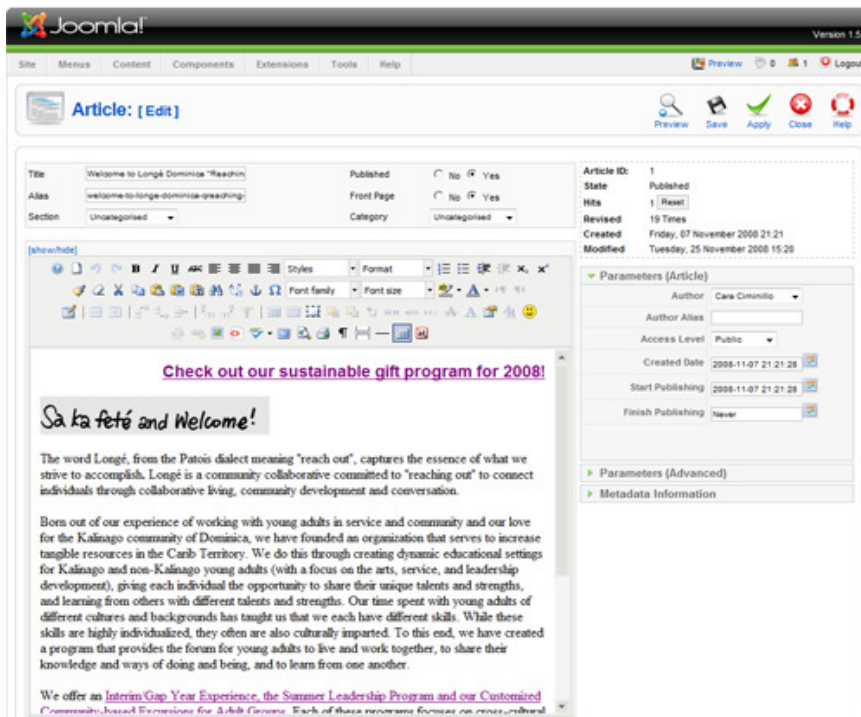 Joomla!
Version 1.5
Site Menus Content Components Extensions Tools Help Preview 0 1 Logou
Article: [ Edit ]
Preview Save Apply Close Help
Title Welcome to Longé Dominica "Reachin
Published No Yes
Alias welcome-to-longe-dominica-qreaching-
Front Page No Yes
Section Uncategorised
Category Uncategorised
[show/hide]
B I U ABC Styles Format
Font family Font size
Check out our sustainable gift program for 2008!
Sa ka feté and Welcome!
The word Longé, from the Patois dialect meaning "reach out", captures the essence of what we
strive to accomplish. Longé is a community collaborative committed to "reaching out" to connect
individuals through collaborative living, community development and conversation.
Born out of our experience of working with young adults in service and community and our love
for the Kalinago community of Dominica, we have founded an organization that serves to increase
tangible resources in the Carib Territory. We do this through creating dynamic educational settings
for Kalinago and non-Kalinago young adults (with a focus on the arts, service, and leadership
development), giving each individual the opportunity to share their unique talents and strengths,
and learning from others with different talents and strengths. Our time spent with young adults of
different cultures and backgrounds has taught us that we each have different skills. While these
skills are highly individualized, they often are also culturally imparted. To this end, we have created
a program that provides the forum for young adults to live and work together, to share their
knowledge and ways of doing and being, and to learn from one another.
We offer an Interim/Gap Year Experience, the Summer Leadership Program and our Customized
Community-based Excursions for Adult Groups. Each of these programs focuses on cross-cultural
Article ID: 1
State Published
Hits 1 Reset
Revised 19 Times
Created Friday, 07 November 2008 21:21
Modified Tuesday, 25 November 2008 15:20
Parameters (Article)
Author Cara Ciminillo
Author Alias
Access Level Public
Created Date 2008-11-07 21:21:28
Start Publishing 2008-11-07 21:21:28
Finish Publishing Never
Parameters (Advanced)
Metadata Information